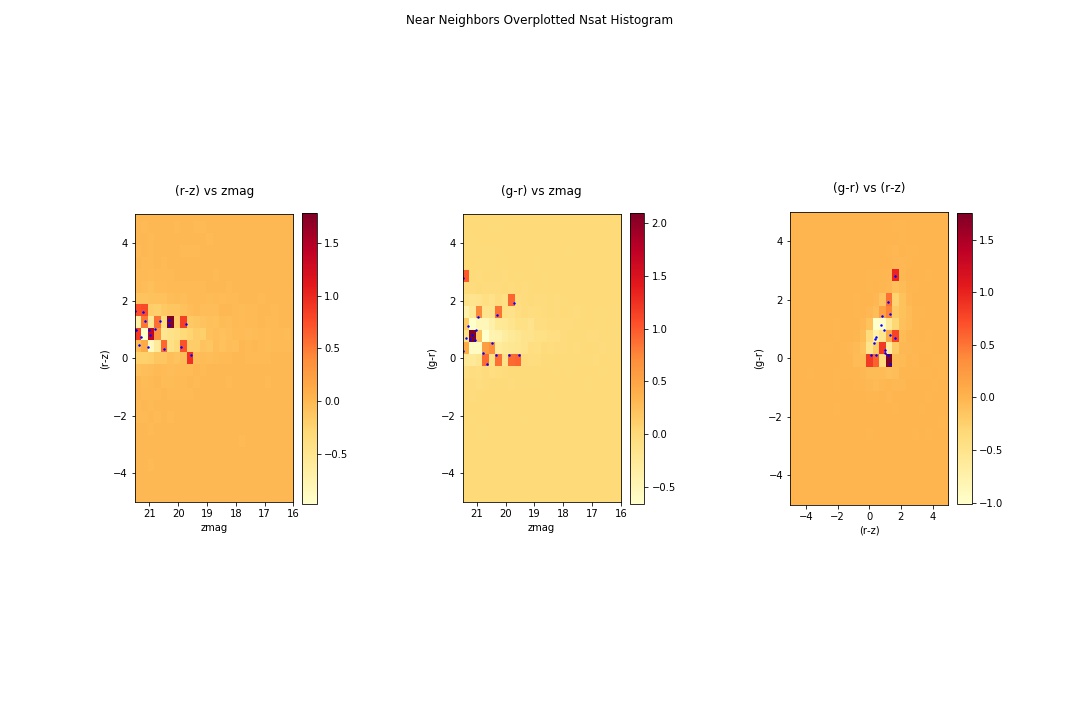 Near Neighbors Overplotted Nsat Histogram
(r-z) vs zmag
4
2
0
−2
−4
(r-z)
21 20 19 18 17 16
zmag
1.5
1.0
0.5
0.0
−0.5
(g-r) vs zmag
4
2
0
−2
−4
(g-r)
21 20 19 18 17 16
zmag
2.0
1.5
1.0
0.5
0.0
−0.5
(g-r) vs (r-z)
4
2
0
−2
−4
(g-r)
−4 −2 0 2 4
(r-z)
1.5
1.0
0.5
0.0
−0.5
−1.0